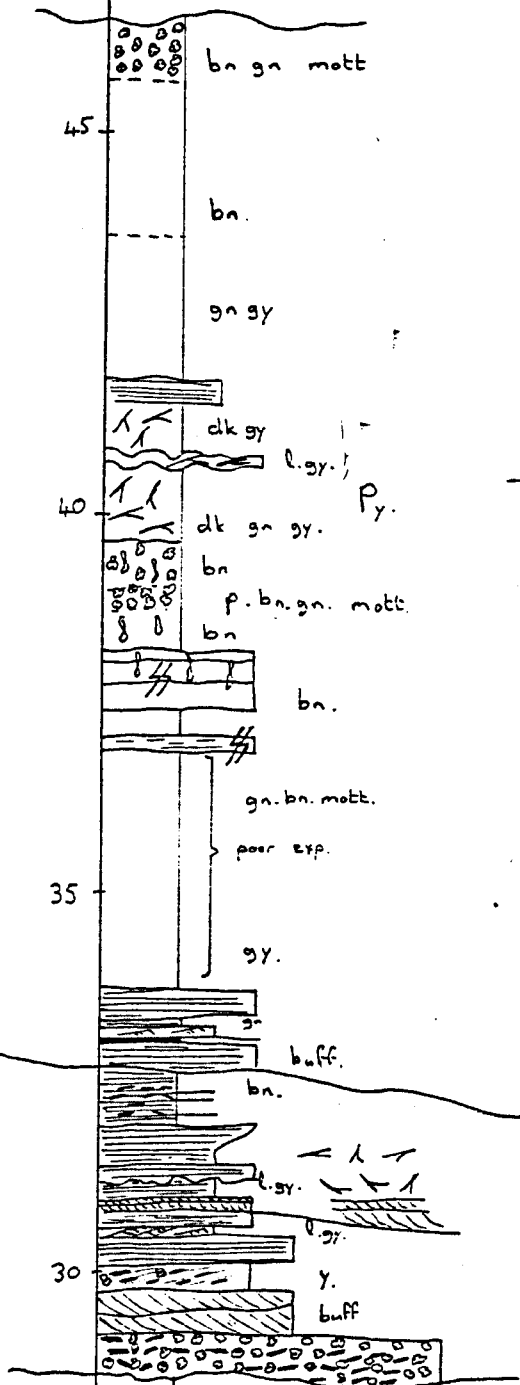 bn gn mott
45
bn.
gn gy
dk gy
l.gy.
Py.
40
dk gn gy.
bn
p.bn.gn. mott.
bn
bn.
gn.bn.mott.
poor exp.
35
gy.
gn
buff.
bn.
l.gy.
l.gy.
30
y.
buff